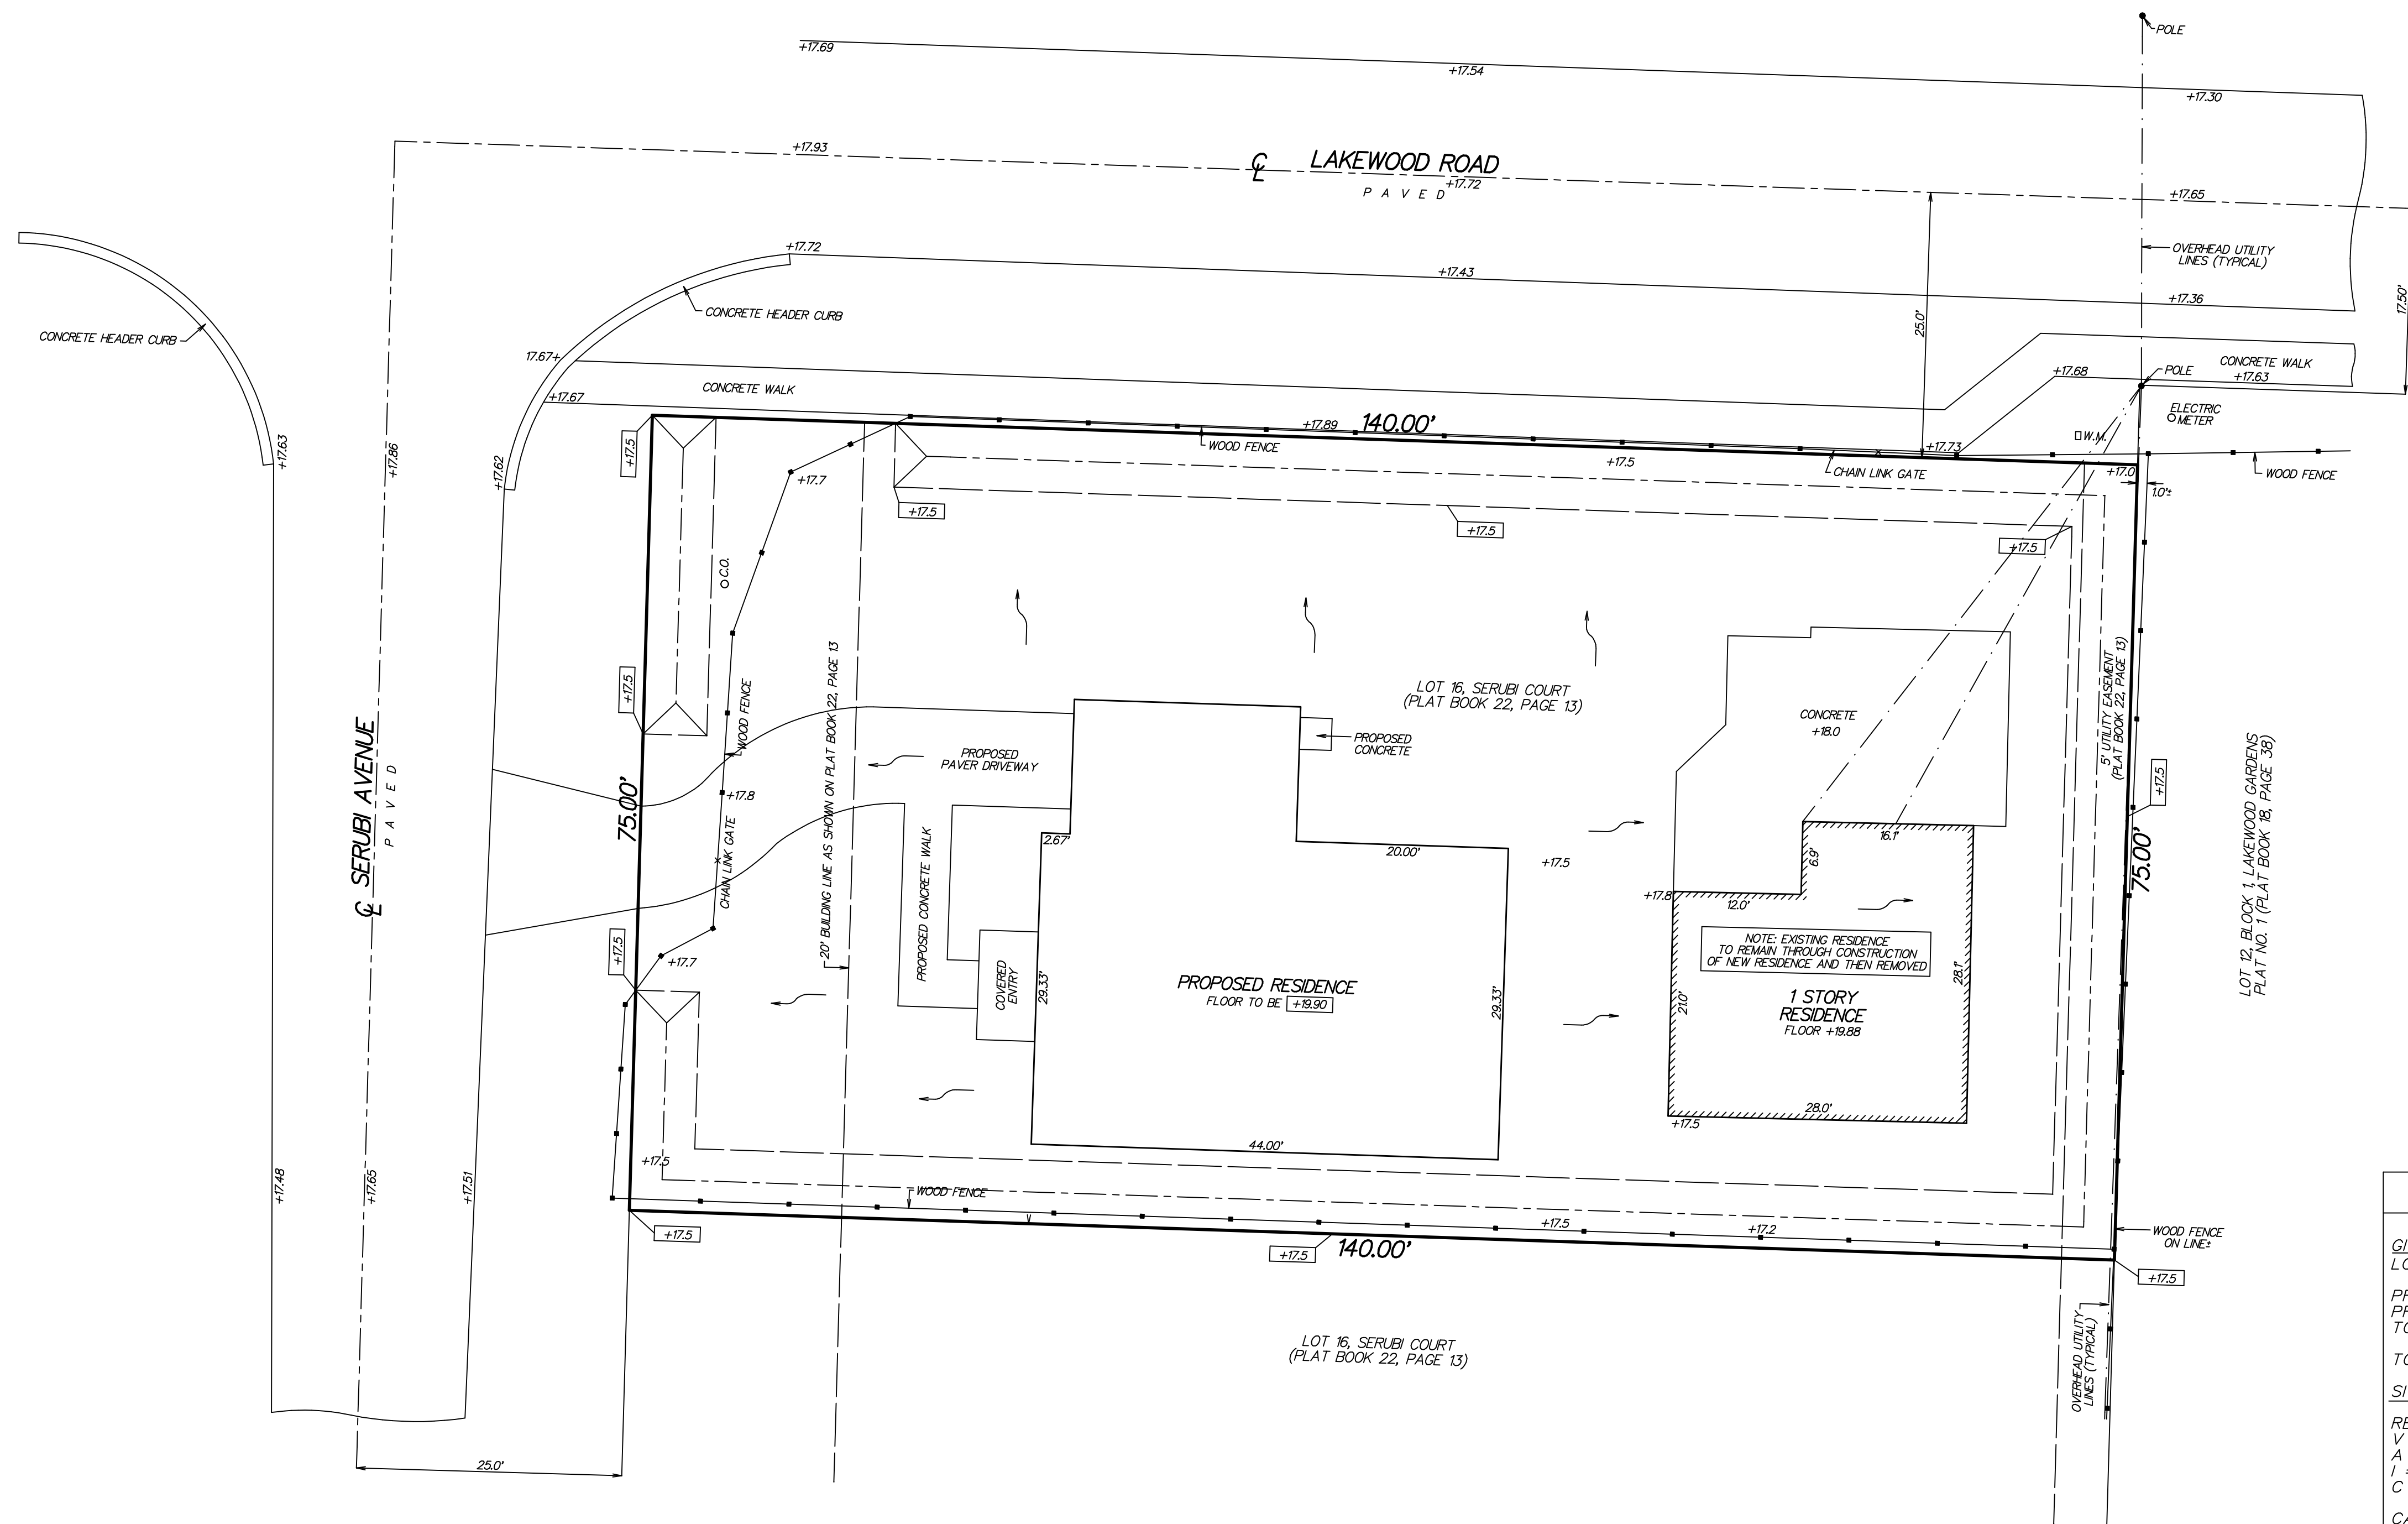 POLE
+17.69
+17.54
+17.30
+17.93
℄ LAKEWOOD ROAD
+17.72
P A V E D
+17.65
+17.72
OVERHEAD UTILITY
LINES (TYPICAL)
+17.43
+17.36
17.50'
25.0'
CONCRETE HEADER CURB
CONCRETE HEADER CURB
17.67+
+17.67
CONCRETE WALK
CONCRETE WALK
+17.63
+17.68
POLE
ELECTRIC
METER
W.M.
140.00'
+17.89
WOOD FENCE
+17.73
+17.5
CHAIN LINK GATE
+17.0
1.0'±
WOOD FENCE
+17.63
+17.86
+17.62
+17.5
+17.7
+17.5
+17.5
+17.5
C.O.
+17.5
WOOD FENCE
20' BUILDING LINE AS SHOWN ON PLAT BOOK 22, PAGE 13
LOT 16, SERUBI COURT
(PLAT BOOK 22, PAGE 13)
5' UTILITY EASEMENT
(PLAT BOOK 22, PAGE 13)
CONCRETE
+18.0
PROPOSED
CONCRETE
PROPOSED
PAVER DRIVEWAY
℄ SERUBI AVENUE
P A V E D
75.00'
+17.8
CHAIN LINK GATE
PROPOSED CONCRETE WALK
2.67'
20.00'
+17.5
16.1'
6.9'
+17.8
12.0'
+17.5
75.00'
LOT 12, BLOCK 1, LAKEWOOD GARDENS
PLAT NO. 1 (PLAT BOOK 18, PAGE 38)
+17.5
+17.7
COVERED
ENTRY
29.33'
PROPOSED RESIDENCE
FLOOR TO BE +19.90
29.33'
NOTE: EXISTING RESIDENCE
TO REMAIN THROUGH CONSTRUCTION
OF NEW RESIDENCE AND THEN REMOVED
28.1'
21.0'
1 STORY
RESIDENCE
FLOOR +19.88
28.0'
+17.5
44.00'
+17.48
+17.65
+17.51
+17.5
WOOD FENCE
+17.5
+17.2
+17.5
+17.5
140.00'
WOOD FENCE
ON LINE±
+17.5
OVERHEAD UTILITY
LINES (TYPICAL)
LOT 16, SERUBI COURT
(PLAT BOOK 22, PAGE 13)
25.0'